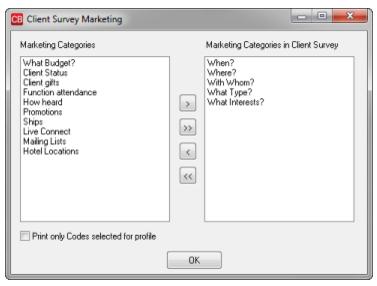 CB Client Survey Marketing
Marketing Categories
What Budget?
Client Status
Client gifts
Function attendance
How heard
Promotions
Ships
Live Connect
Mailing Lists
Hotel Locations
>
>>
<
<<
Marketing Categories in Client Survey
When?
Where?
With Whom?
What Type?
What Interests?
Print only Codes selected for profile
OK